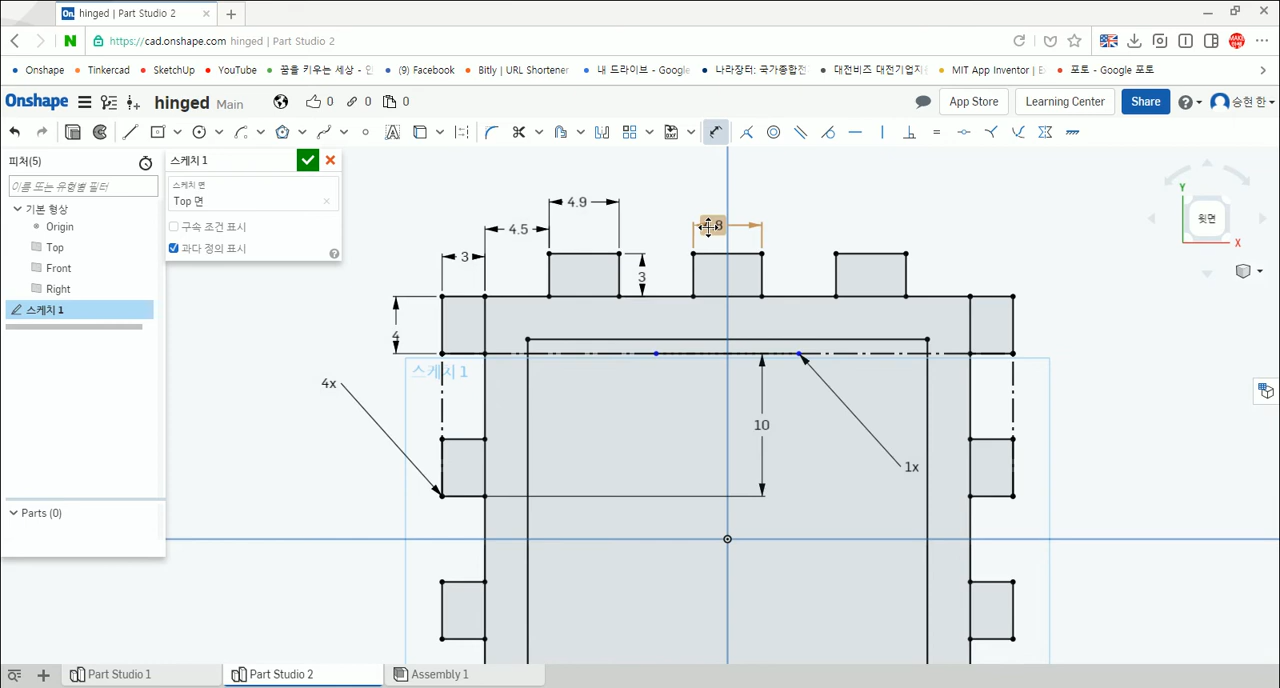 On hinged | Part Studio 2
https://cad.onshape.com hinged | Part Studio 2
Onshape Tinkercad SketchUp YouTube 꿈을 키우는 세상 - 인 (9) Facebook Bitly | URL Shortener 내 드라이브 - Google 나라장터: 국가종합전 대전비즈 대전기업지 MIT App Inventor | E 포토 - Google 포토
Onshape hinged Main 0 0 0 App Store Learning Center Share 승현 한
피처(5)
이름 또는 유형별 필터
기본 형상
Origin
Top
Front
Right
스케치 1
Parts (0)
스케치 1
스케치 면
Top 면
구속 조건 표시
과다 정의 표시
4.9
4.5
8
3
3
4
스케치 1
4x
10
1x
Y
윗면
X
Part Studio 1 Part Studio 2 Assembly 1